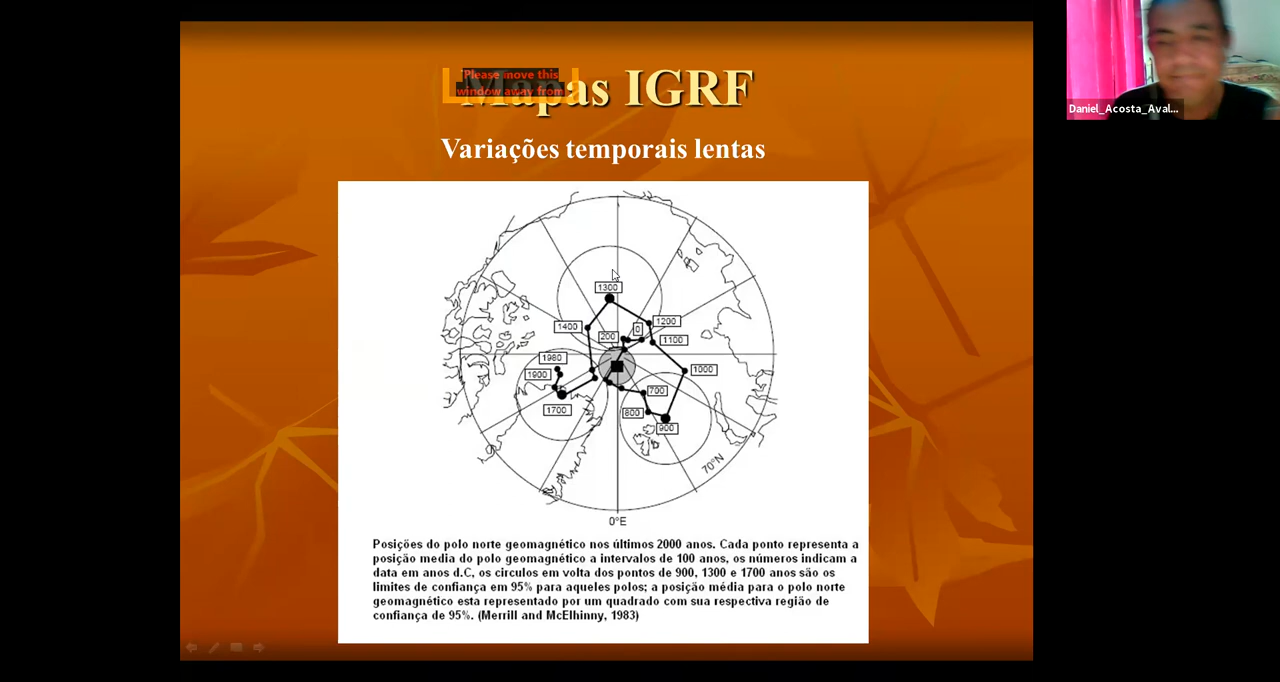 Please move this
window away from
Mapas IGRF
Daniel_Acosta_Aval...
Variações temporais lentas
1300
1400
200
0
1200
1100
1980
1900
1000
1700
700
800
900
70°N
0°E
Posições do polo norte geomagnético nos últimos 2000 anos. Cada ponto representa a
posição media do polo geomagnético a intervalos de 100 anos, os números indicam a
data em anos d.C, os circulos em volta dos pontos de 900, 1300 e 1700 anos são os
limites de confiança em 95% para aqueles polos; a posição média para o polo norte
geomagnético esta representado por um quadrado com sua respectiva região de
confiança de 95%. (Merrill and McElhinny, 1983)